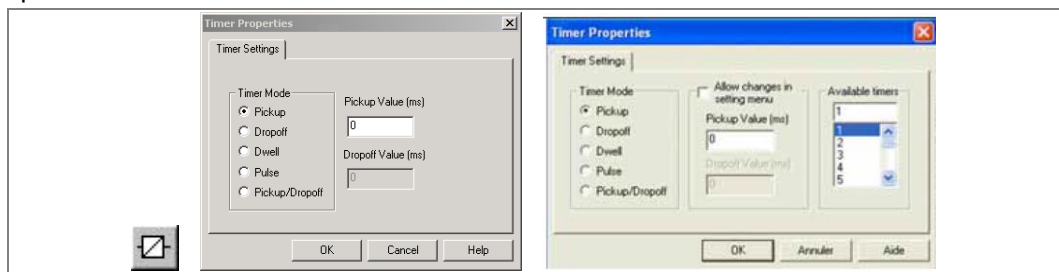 Timer Properties
Timer Settings
Timer Mode
Pickup
Dropoff
Dwell
Pulse
Pickup/Dropoff
Pickup Value (ms)
0
Dropoff Value (ms)
0
OK Cancel Help
Timer Properties
Timer Settings
Timer Mode
Pickup
Dropoff
Dwell
Pulse
Pickup/Dropoff
Allow changes in
setting menu
Pickup Value (ms)
0
Dropoff Value (ms)
0
Available timers
1
1
2
3
4
5
OK Annuler Aide